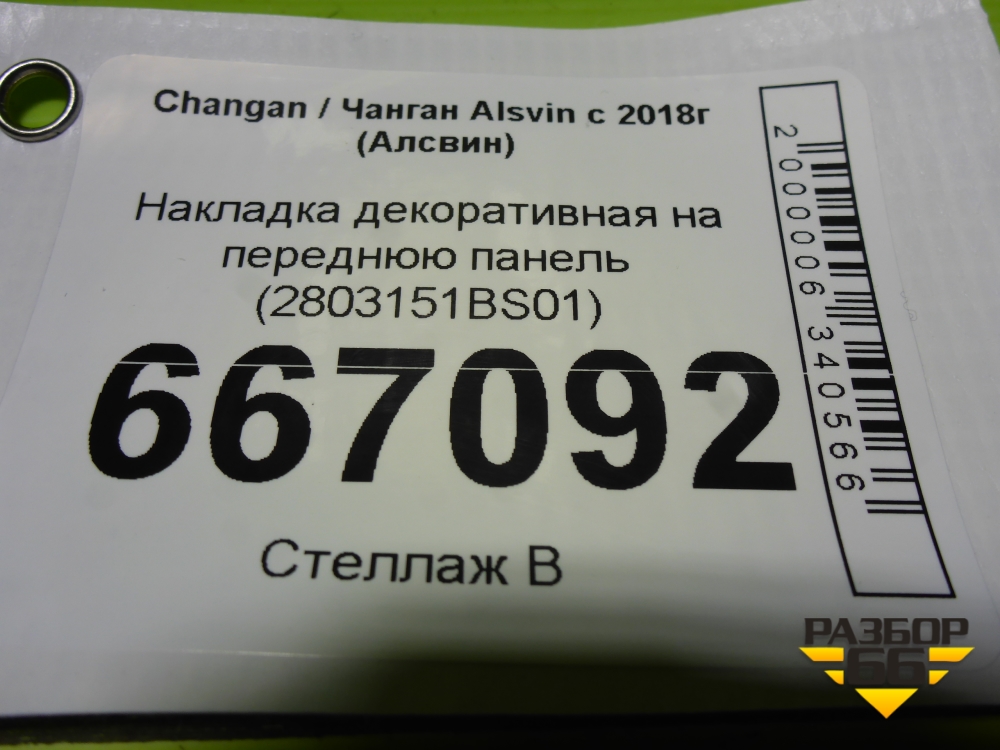 Changan / Чанган Alsvin с 2018г
(Алсвин)
Накладка декоративная на
переднюю панель
(2803151BS01)
667092
Стеллаж В
2000006340566
РАЗБОР
66